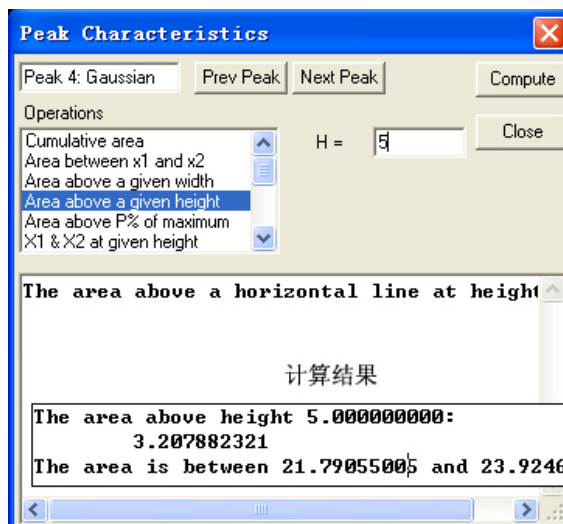 Peak Characteristics
Peak 4: Gaussian
Prev Peak
Next Peak
Compute
Operations
Close
Cumulative area
Area between x1 and x2
Area above a given width
Area above a given height
Area above P% of maximum
X1 & X2 at given height
H =
5
The area above a horizontal line at height
计算结果
The area above height 5.000000000:
3.207882321
The area is between 21.79055005 and 23.9246